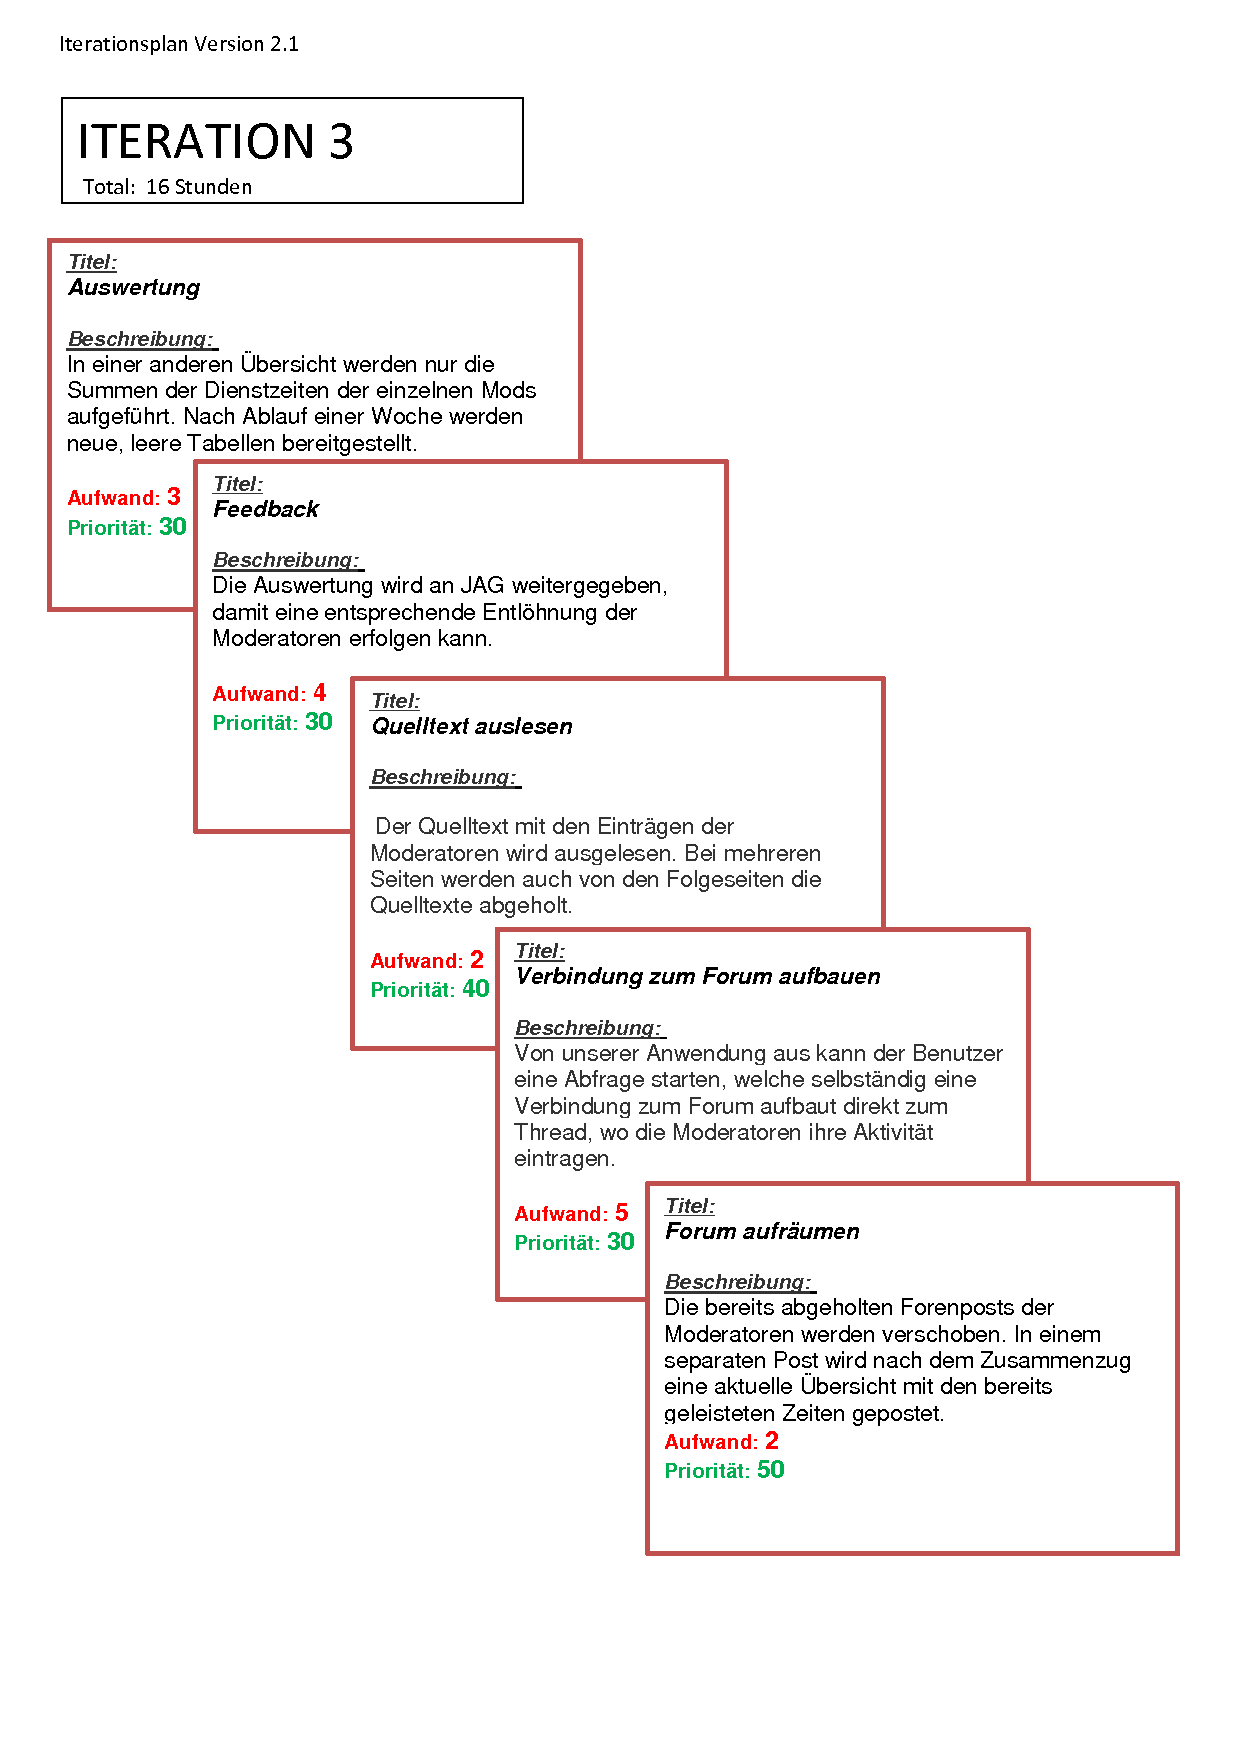 Iterationsplan Version 2.1
ITERATION 3
Total:  16 Stunden
Titel:
Auswertung
Beschreibung:
In einer anderen Übersicht werden nur die
Summen der Dienstzeiten der einzelnen Mods
aufgeführt. Nach Ablauf einer Woche werden
neue, leere Tabellen bereitgestellt.
Aufwand: 3
Priorität: 30
Titel:
Feedback
Beschreibung:
Die Auswertung wird an JAG weitergegeben,
damit eine entsprechende Entlöhnung der
Moderatoren erfolgen kann.
Aufwand: 4
Priorität: 30
Titel:
Quelltext auslesen
Beschreibung:
Der Quelltext mit den Einträgen der
Moderatoren wird ausgelesen. Bei mehreren
Seiten werden auch von den Folgeseiten die
Quelltexte abgeholt.
Aufwand: 2
Priorität: 40
Titel:
Verbindung zum Forum aufbauen
Beschreibung:
Von unserer Anwendung aus kann der Benutzer
eine Abfrage starten, welche selbständig eine
Verbindung zum Forum aufbaut direkt zum
Thread, wo die Moderatoren ihre Aktivität
eintragen.
Aufwand: 5
Priorität: 30
Titel:
Forum aufräumen
Beschreibung:
Die bereits abgeholten Forenposts der
Moderatoren werden verschoben. In einem
separaten Post wird nach dem Zusammenzug
eine aktuelle Übersicht mit den bereits
geleisteten Zeiten gepostet.
Aufwand: 2
Priorität: 50